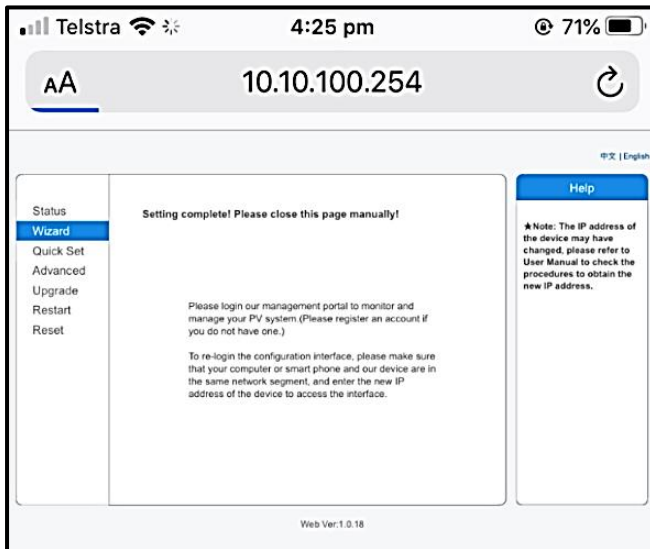 Telstra 4:25 pm 71%
AA 10.10.100.254
中文 | English
Status
Wizard
Quick Set
Advanced
Upgrade
Restart
Reset
Setting complete! Please close this page manually!
Please login our management portal to monitor and
manage your PV system.(Please register an account if
you do not have one.)
To re-login the configuration interface, please make sure
that your computer or smart phone and our device are in
the same network segment, and enter the new IP
address of the device to access the interface.
Help
★Note: The IP address of
the device may have
changed, please refer to
User Manual to check the
procedures to obtain the
new IP address.
Web Ver:1.0.18